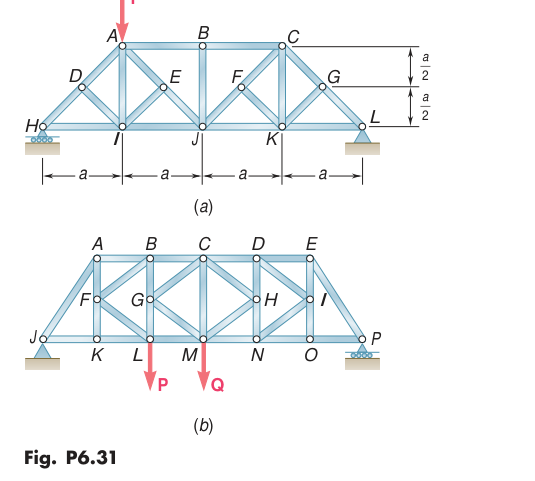 A B C
a
2
D E F G
a
2
H I J K L
a a a a
(a)
A B C D E
F G H I
J K L M N O P
P Q
(b)
Fig. P6.31